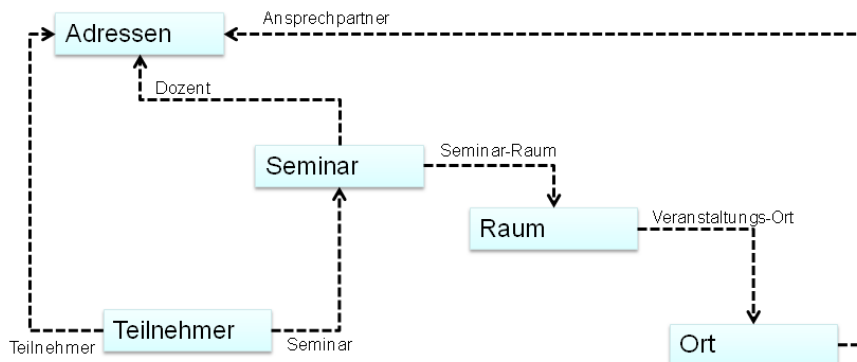 Ansprechpartner
Adressen
Dozent
Seminar
Seminar-Raum
Raum
Veranstaltungs-Ort
Teilnehmer
Teilnehmer
Seminar
Ort